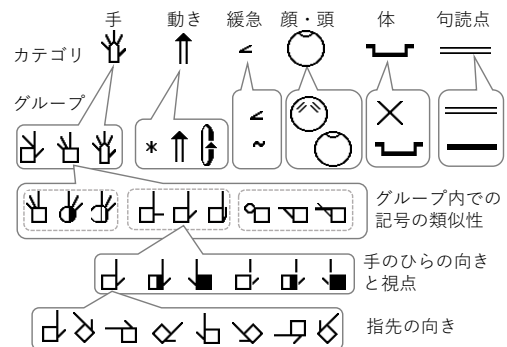 手 動き 緩急 顔・頭 体 句読点
カテゴリ
グループ
グループ内での
記号の類似性
手のひらの向き
と視点
指先の向き